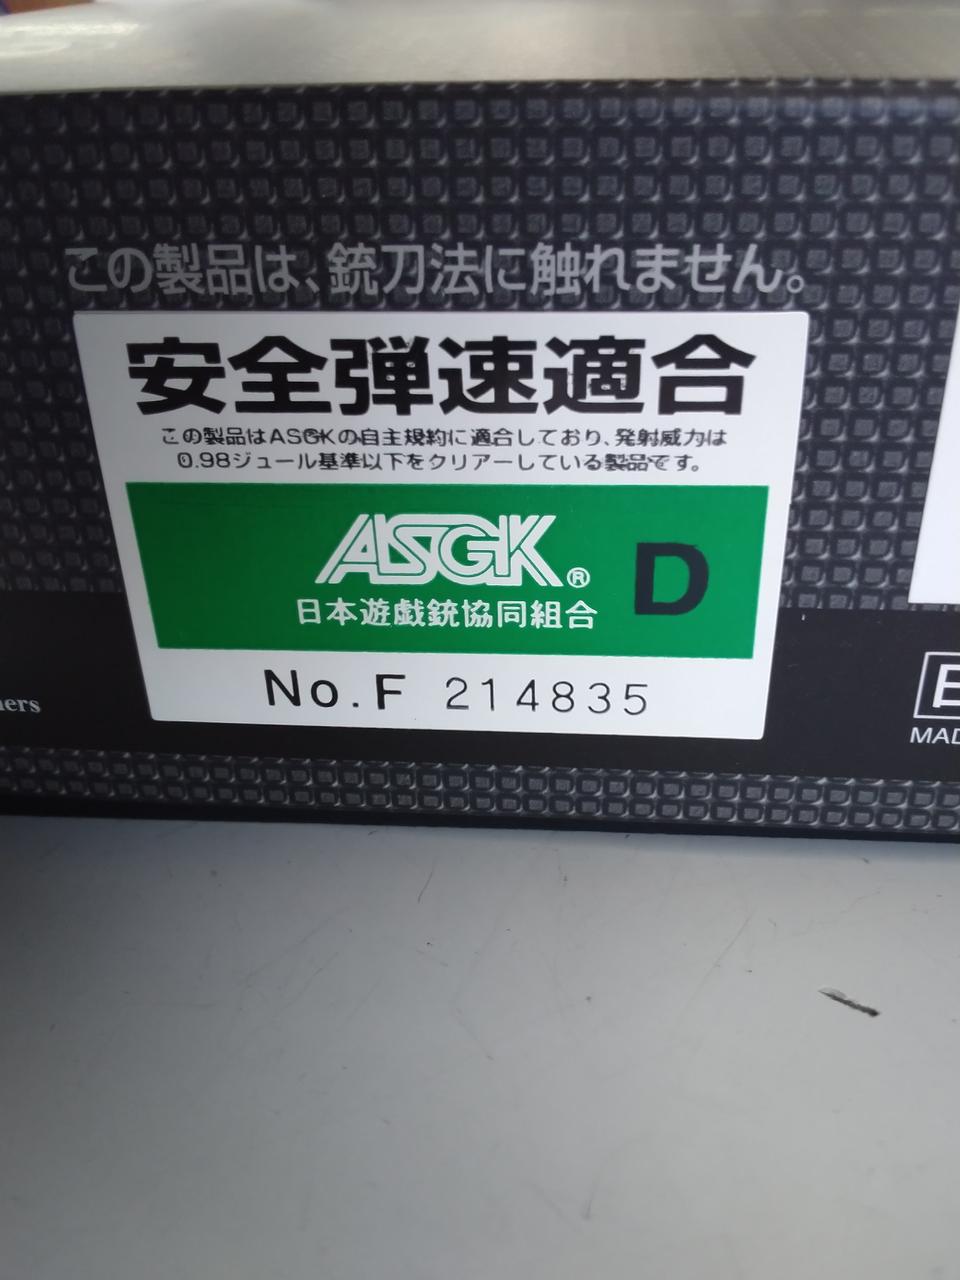 この製品は、銃刀法に触れません。
安全弾速適合
この製品はASGKの自主規約に適合しており、発射威力は
0.98ジュール基準以下をクリアーしている製品です。
ASGK®
D
日本遊戯銃協同組合
No.F 214835
ners
日
MAD